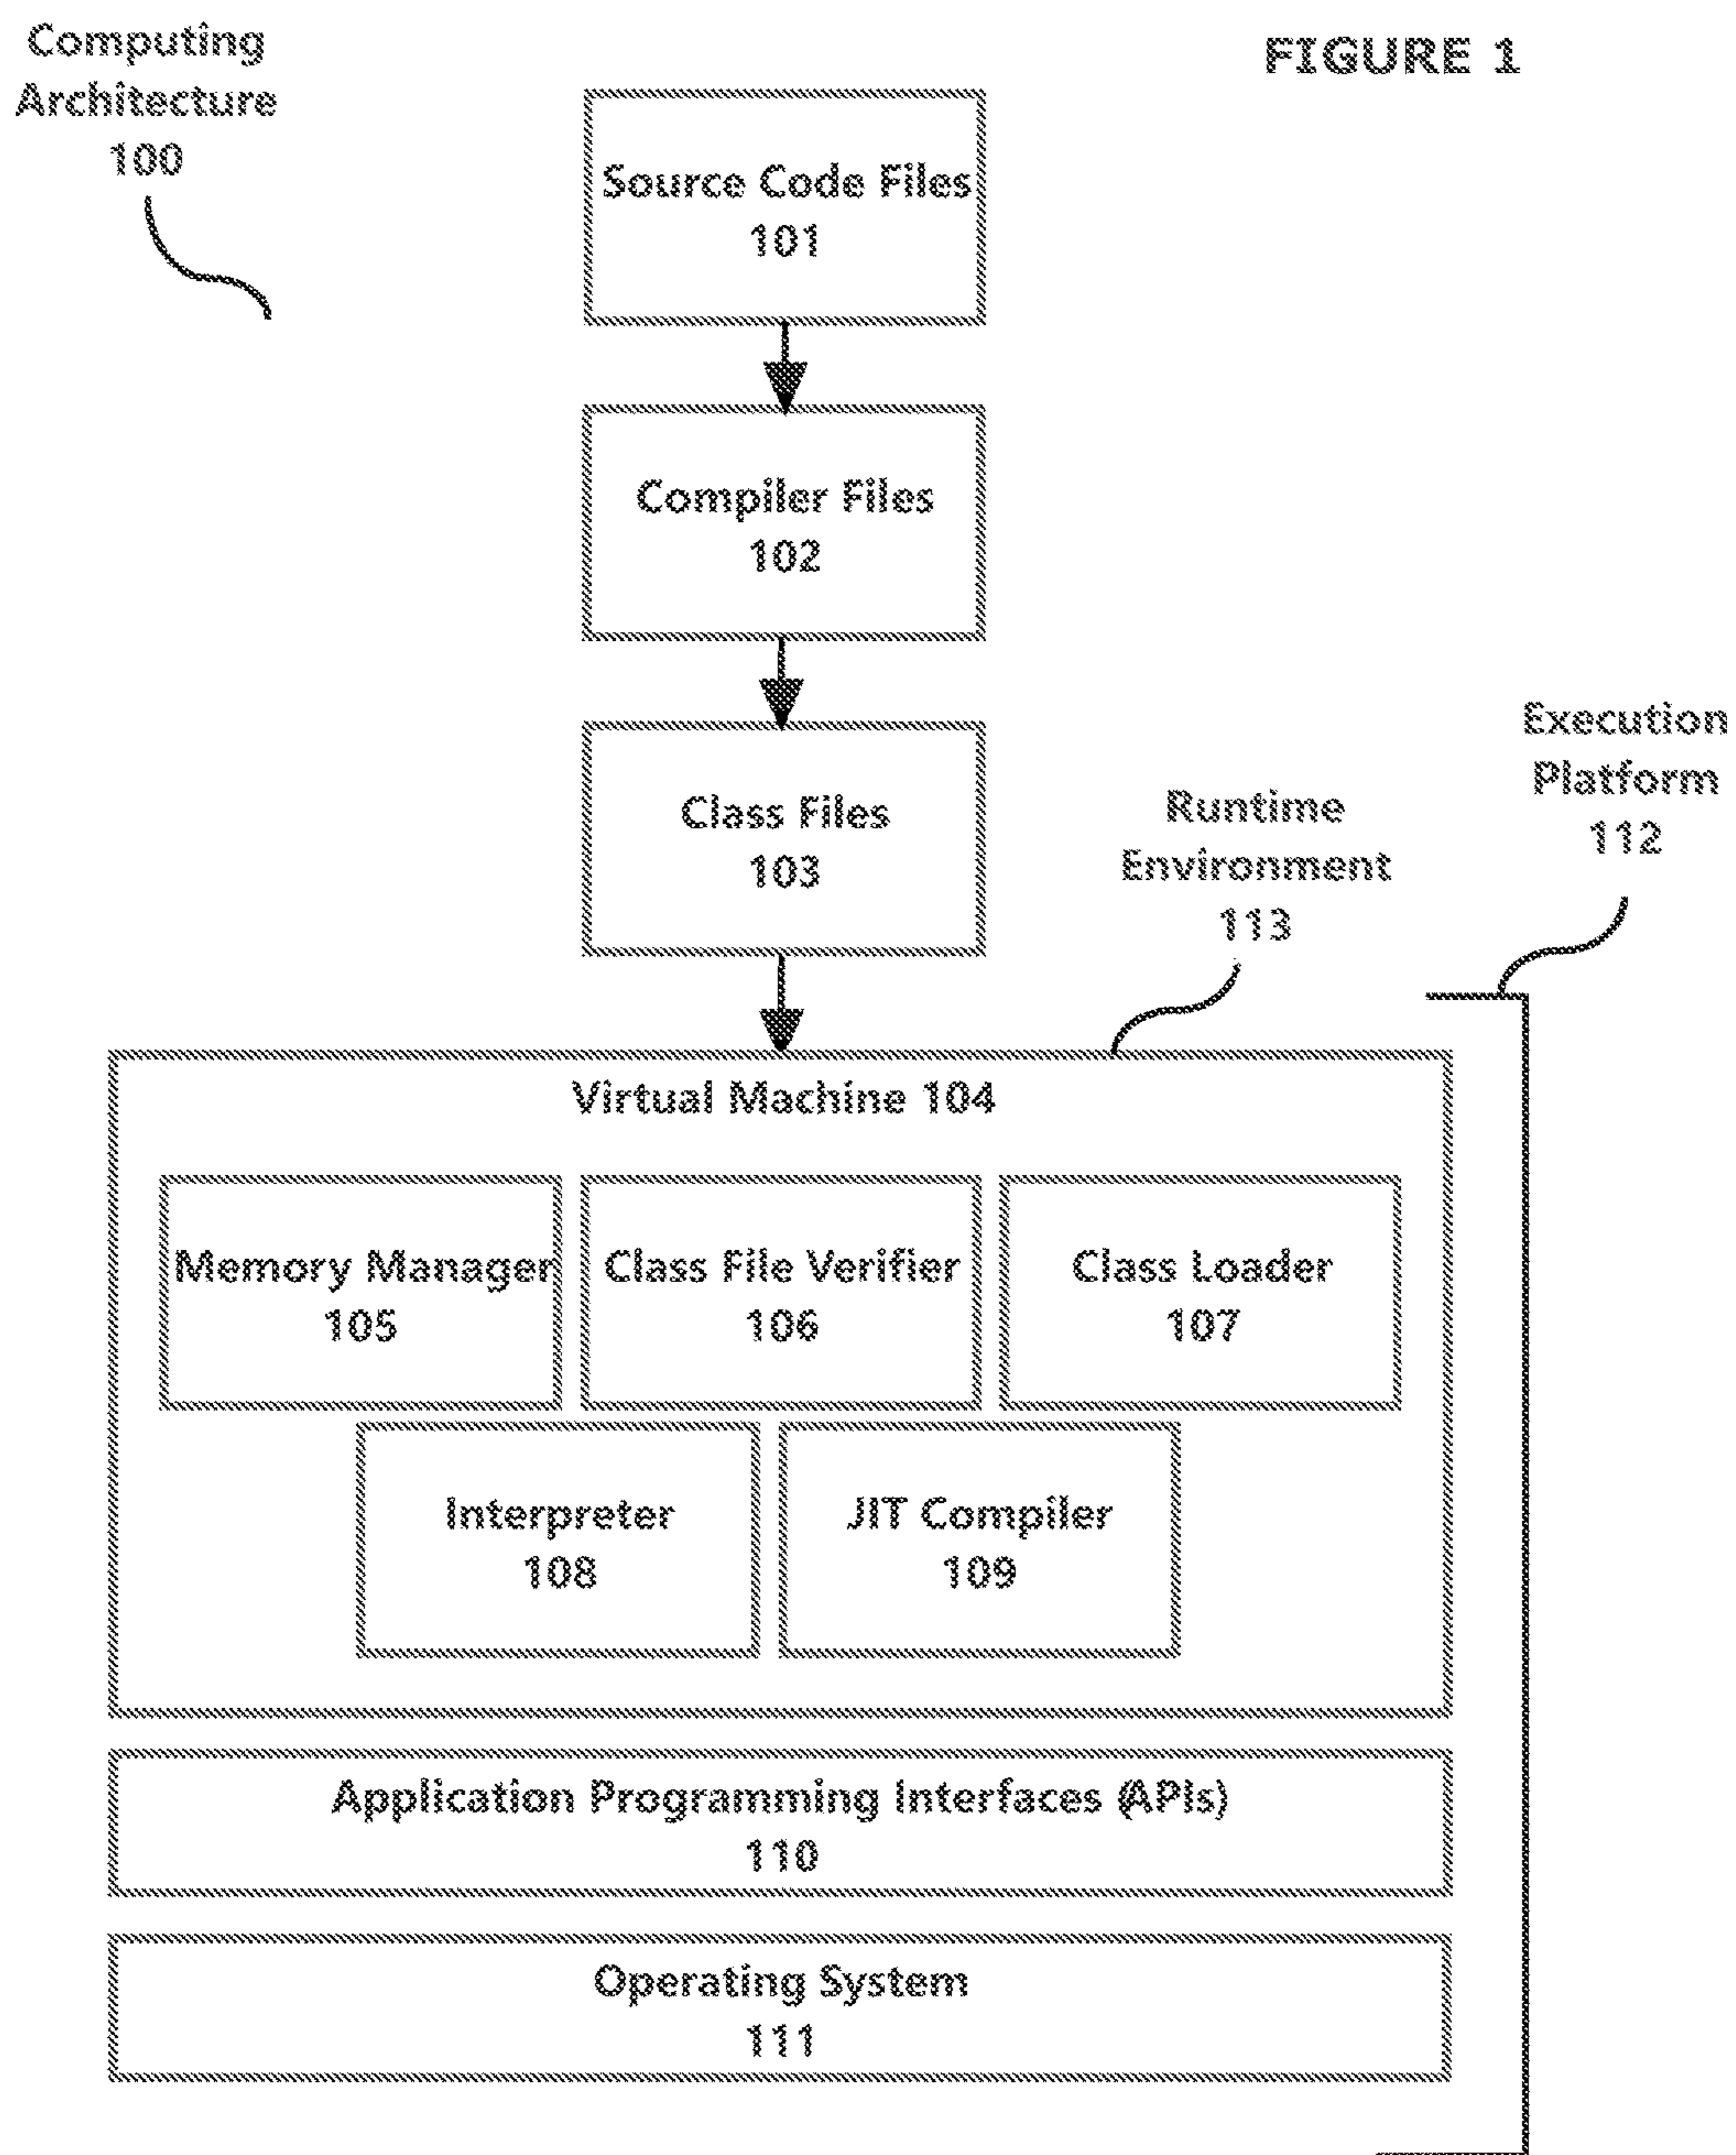 Computing
Architecture
100
FIGURE 1
Source Code Files
101
Compiler Files
102
Class Files
103
Runtime
Environment
113
Execution
Platform
112
Virtual Machine 104
Memory Manager
105
Class File Verifier
106
Class Loader
107
Interpreter
108
JIT Compiler
109
Application Programming Interfaces (APIs)
110
Operating System
111